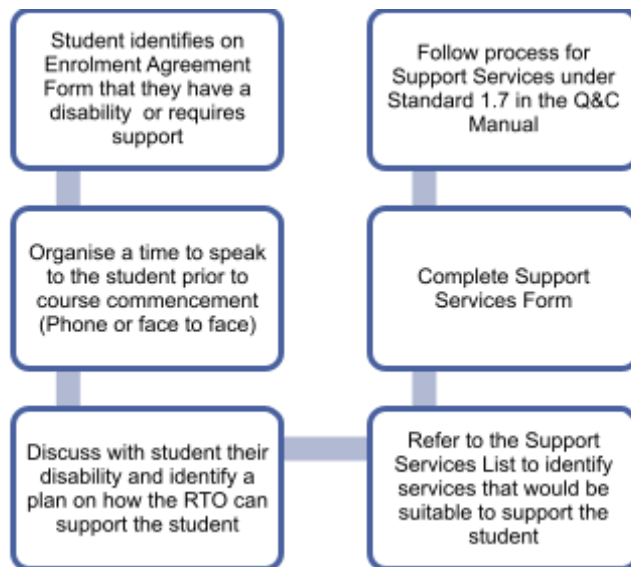 Student identifies on
Enrolment Agreement
Form that they have a
disability or requires
support
Organise a time to speak
to the student prior to
course commencement
(Phone or face to face)
Discuss with student their
disability and identify a
plan on how the RTO can
support the student
Refer to the Support
Services List to identify
services that would be
suitable to support the
student
Complete Support
Services Form
Follow process for
Support Services under
Standard 1.7 in the Q&C
Manual